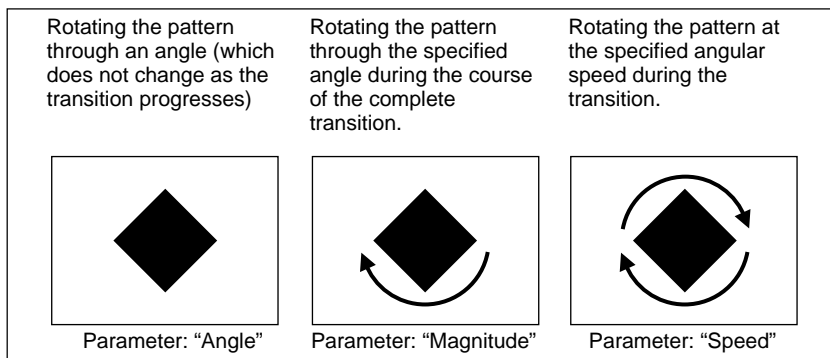 Rotating the pattern
through an angle (which
does not change as the
transition progresses)
Rotating the pattern
through the specified
angle during the course
of the complete
transition.
Rotating the pattern at
the specified angular
speed during the
transition.
Parameter: “Angle”
Parameter: “Magnitude”
Parameter: “Speed”